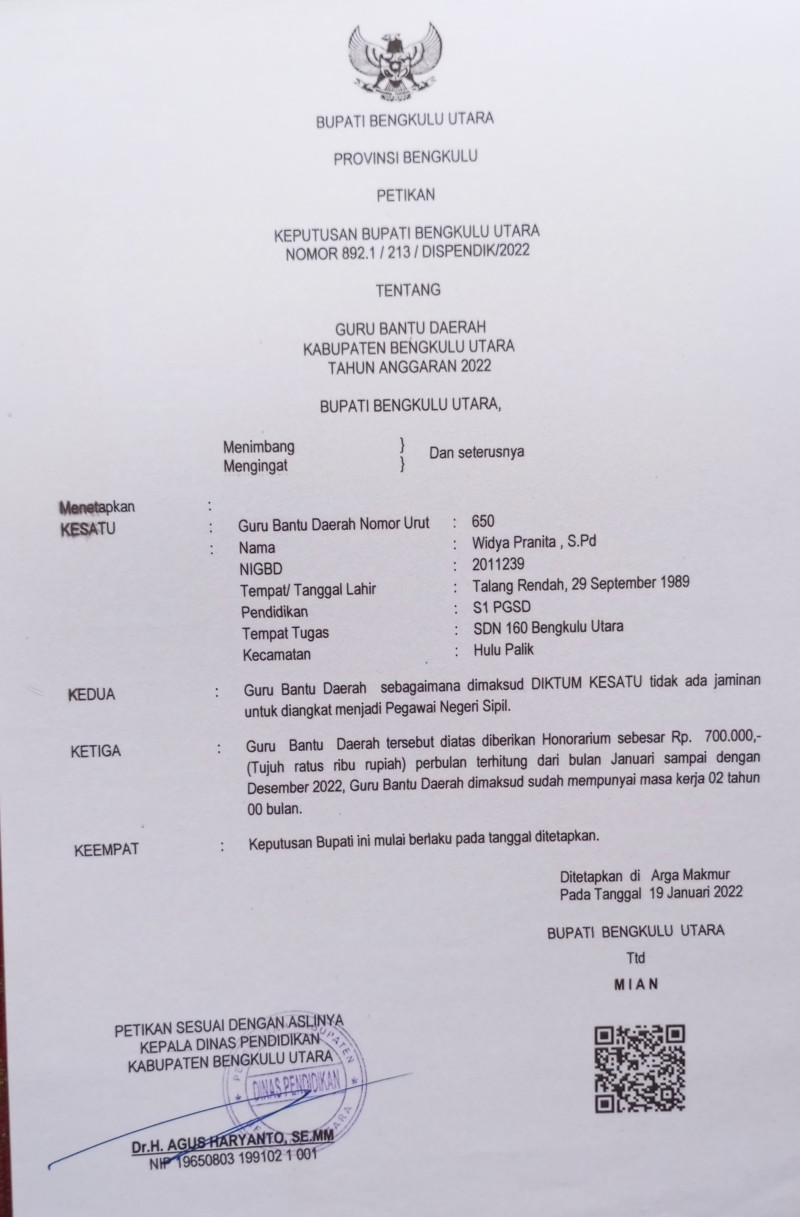 BUPATI BENGKULU UTARA
PROVINSI BENGKULU
PETIKAN
KEPUTUSAN BUPATI BENGKULU UTARA
NOMOR 892.1 / 213 / DISPENDIK/2022
TENTANG
GURU BANTU DAERAH
KABUPATEN BENGKULU UTARA
TAHUN ANGGARAN 2022
BUPATI BENGKULU UTARA,
Menimbang } Dan seterusnya
Mengingat }
Menetapkan :
KESATU : Guru Bantu Daerah Nomor Urut : 650
: Nama : Widya Pranita , S.Pd
NIGBD : 2011239
Tempat/ Tanggal Lahir : Talang Rendah, 29 September 1989
Pendidikan : S1 PGSD
Tempat Tugas : SDN 160 Bengkulu Utara
Kecamatan : Hulu Palik
KEDUA : Guru Bantu Daerah sebagaimana dimaksud DIKTUM KESATU tidak ada jaminan
untuk diangkat menjadi Pegawai Negeri Sipil.
KETIGA : Guru Bantu Daerah tersebut diatas diberikan Honorarium sebesar Rp. 700.000,-
(Tujuh ratus ribu rupiah) perbulan terhitung dari bulan Januari sampai dengan
Desember 2022, Guru Bantu Daerah dimaksud sudah mempunyai masa kerja 02 tahun
00 bulan.
KEEMPAT : Keputusan Bupati ini mulai berlaku pada tanggal ditetapkan.
Ditetapkan di Arga Makmur
Pada Tanggal 19 Januari 2022
BUPATI BENGKULU UTARA
Ttd
MIAN
PETIKAN SESUAI DENGAN ASLINYA
KEPALA DINAS PENDIDIKAN
KABUPATEN BENGKULU UTARA
DINAS PENDIDIKAN
Dr.H. AGUS HARYANTO, SE.MM
NIP 19650803 199102 1 001